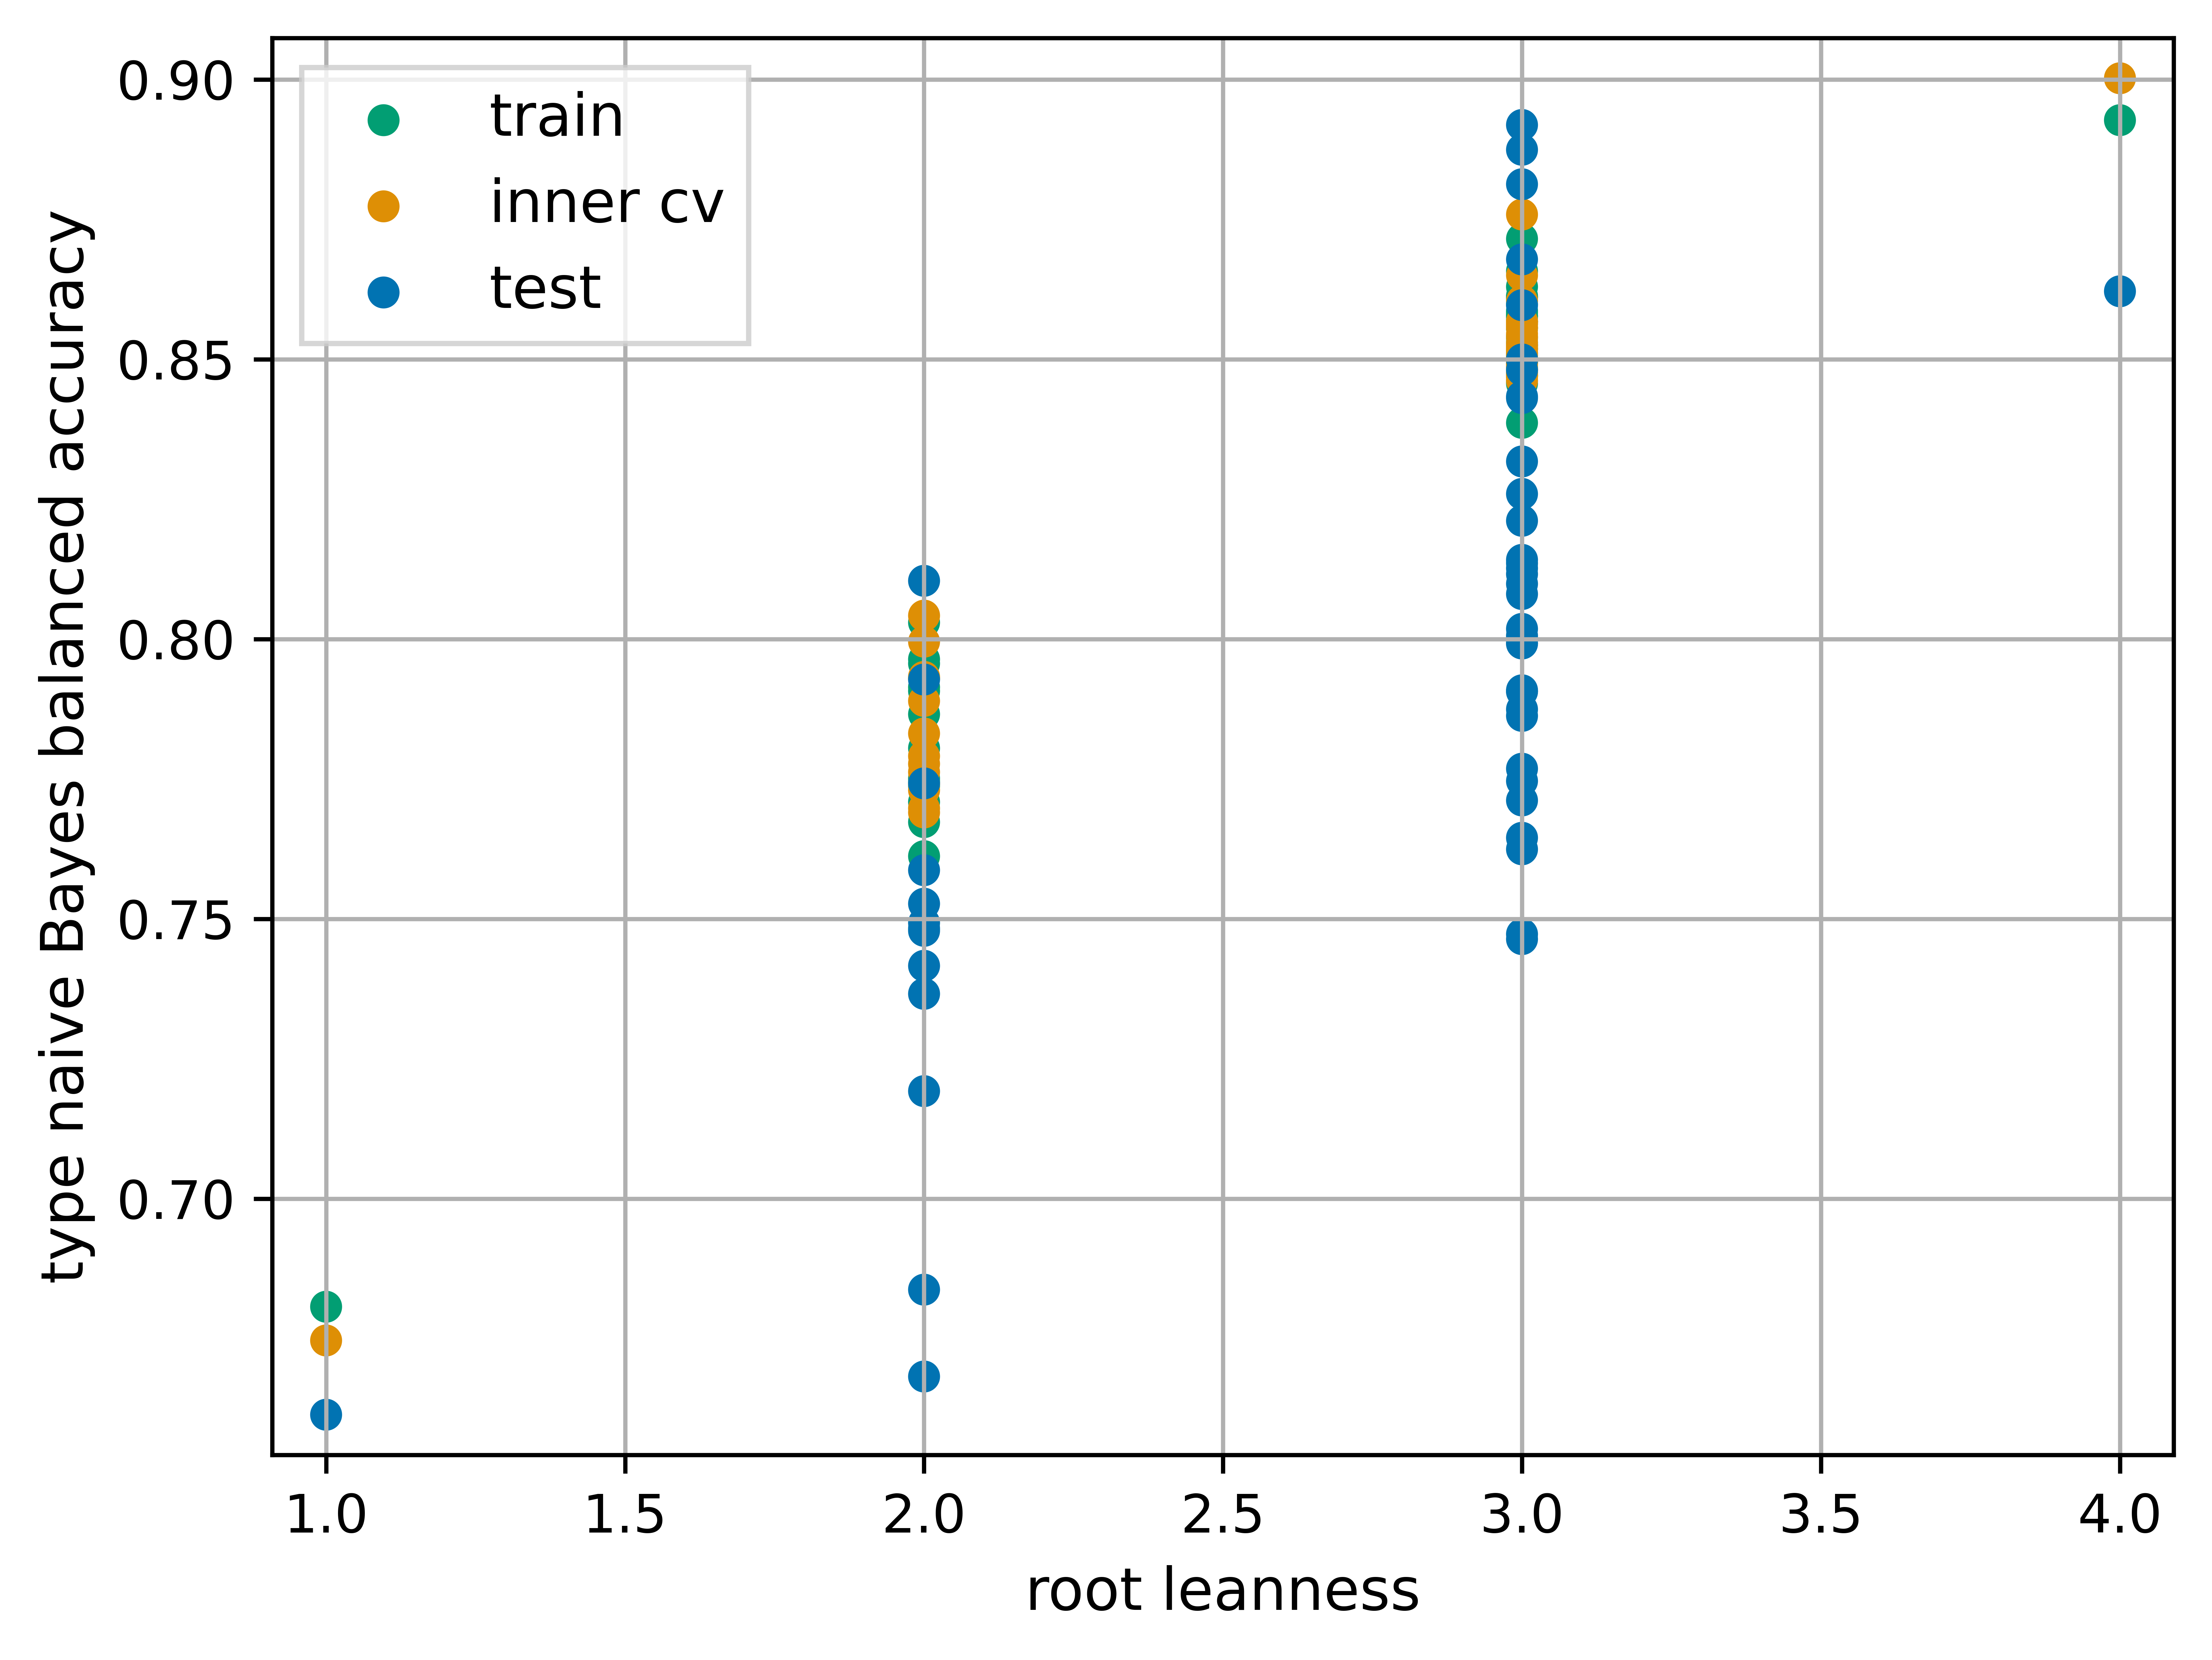 train
inner cv
test
0.90
0.85
0.80
0.75
0.70
type naive Bayes balanced accuracy
1.0
1.5
2.0
2.5
3.0
3.5
4.0
root leanness